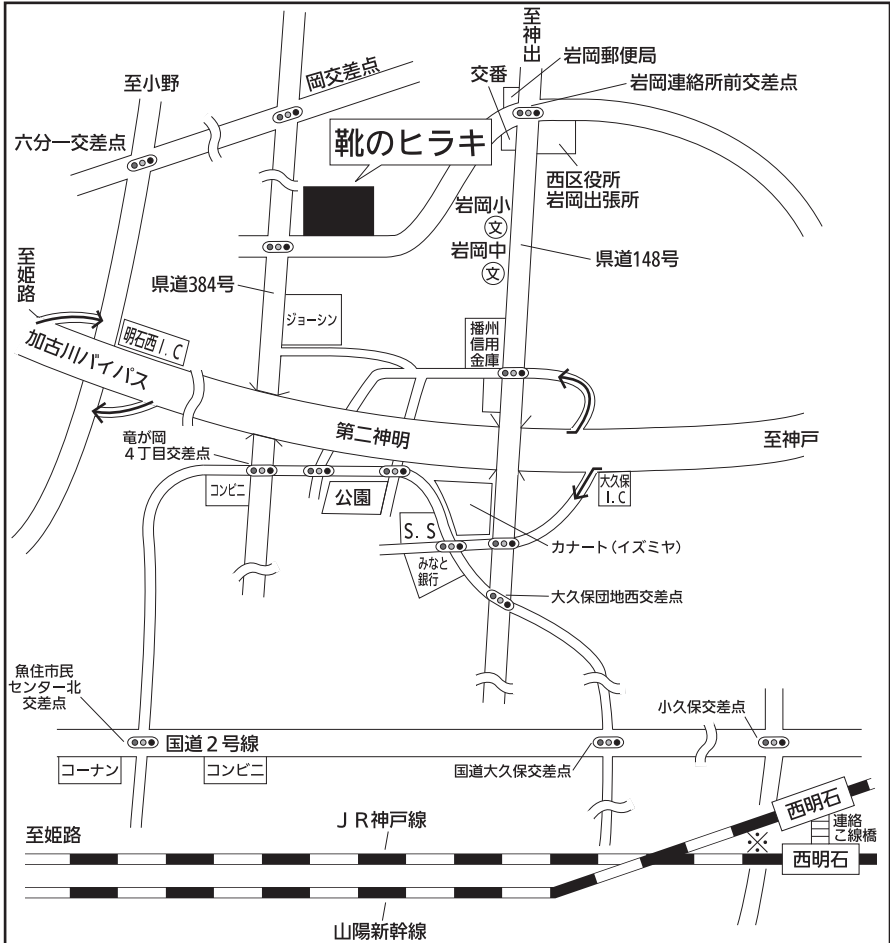 至神出
岩岡郵便局
交番
岩岡連絡所前交差点
岡交差点
至小野
六分一交差点
靴のヒラキ
西区役所
岩岡出張所
岩岡小
文
岩岡中
文
県道148号
至姫路
県道384号
ジョーシン
明石西I.C
加古川バイパス
播州
信用
金庫
第二神明
至神戸
竜が岡
4丁目交差点
コンビニ
公園
大久保
I.C
S.S
みなと
銀行
カナート(イズミヤ)
大久保団地西交差点
魚住市民
センター北
交差点
小久保交差点
国道2号線
コーナン
コンビニ
国道大久保交差点
西明石
JR神戸線
至姫路
※
連絡
こ線橋
西明石
山陽新幹線